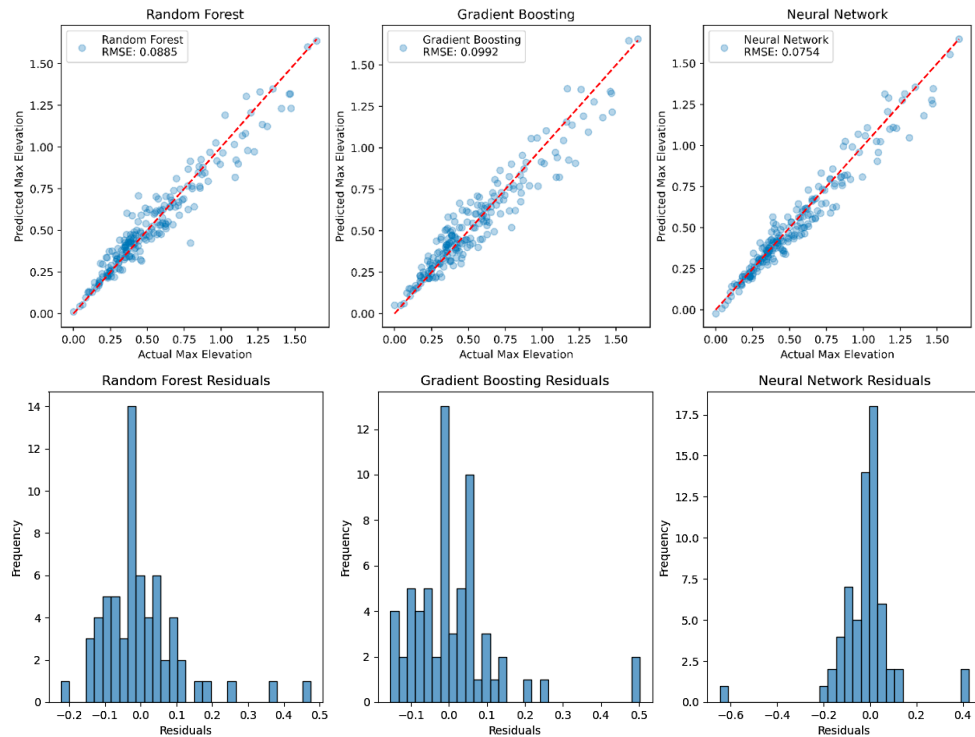 Random Forest
Random Forest
RMSE: 0.0885
Predicted Max Elevation
1.50
1.25
1.00
0.75
0.50
0.25
0.00
0.00 0.25 0.50 0.75 1.00 1.25 1.50
Actual Max Elevation
Gradient Boosting
Gradient Boosting
RMSE: 0.0992
Predicted Max Elevation
1.50
1.25
1.00
0.75
0.50
0.25
0.00
0.00 0.25 0.50 0.75 1.00 1.25 1.50
Actual Max Elevation
Neural Network
Neural Network
RMSE: 0.0754
Predicted Max Elevation
1.50
1.25
1.00
0.75
0.50
0.25
0.00
0.00 0.25 0.50 0.75 1.00 1.25 1.50
Actual Max Elevation
Random Forest Residuals
Frequency
14
12
10
8
6
4
2
0
−0.2 −0.1 0.0 0.1 0.2 0.3 0.4 0.5
Residuals
Gradient Boosting Residuals
Frequency
12
10
8
6
4
2
0
−0.1 0.0 0.1 0.2 0.3 0.4 0.5
Residuals
Neural Network Residuals
Frequency
17.5
15.0
12.5
10.0
7.5
5.0
2.5
0.0
−0.6 −0.4 −0.2 0.0 0.2 0.4
Residuals